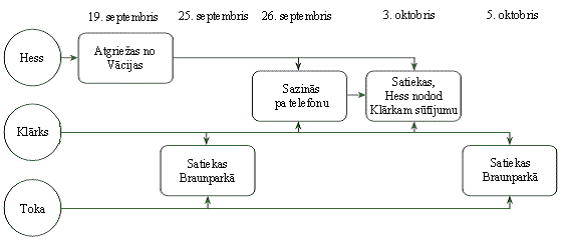 19. septembris 25. septembris 26. septembris 3. oktobris 5. oktobris
Hess
Atgriežas no
Vācijas
Sazinās
pa telefonu
Satiekas,
Hess nodod
Klārkam sūtījumu
Klārks
Satiekas
Braunparkā
Satiekas
Braunparkā
Toka